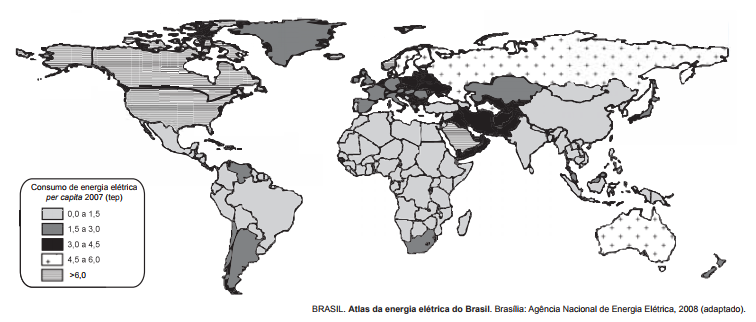 Consumo de energia elétrica
per capita 2007 (tep)
0,0 a 1,5
1,5 a 3,0
3,0 a 4,5
4,5 a 6,0
>6,0
BRASIL. Atlas da energia elétrica do Brasil. Brasília: Agência Nacional de Energia Elétrica, 2008 (adaptado).